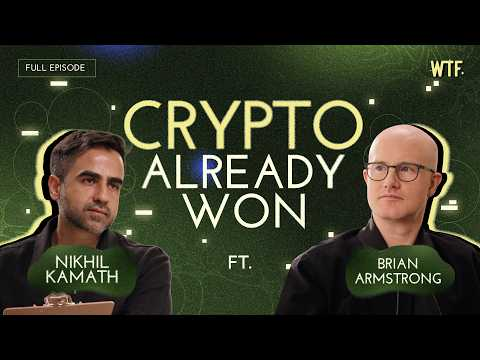 FULL EPISODE
WTF.
CRYPTO
ALREADY
WON
FT.
NIKHIL
KAMATH
BRIAN
ARMSTRONG